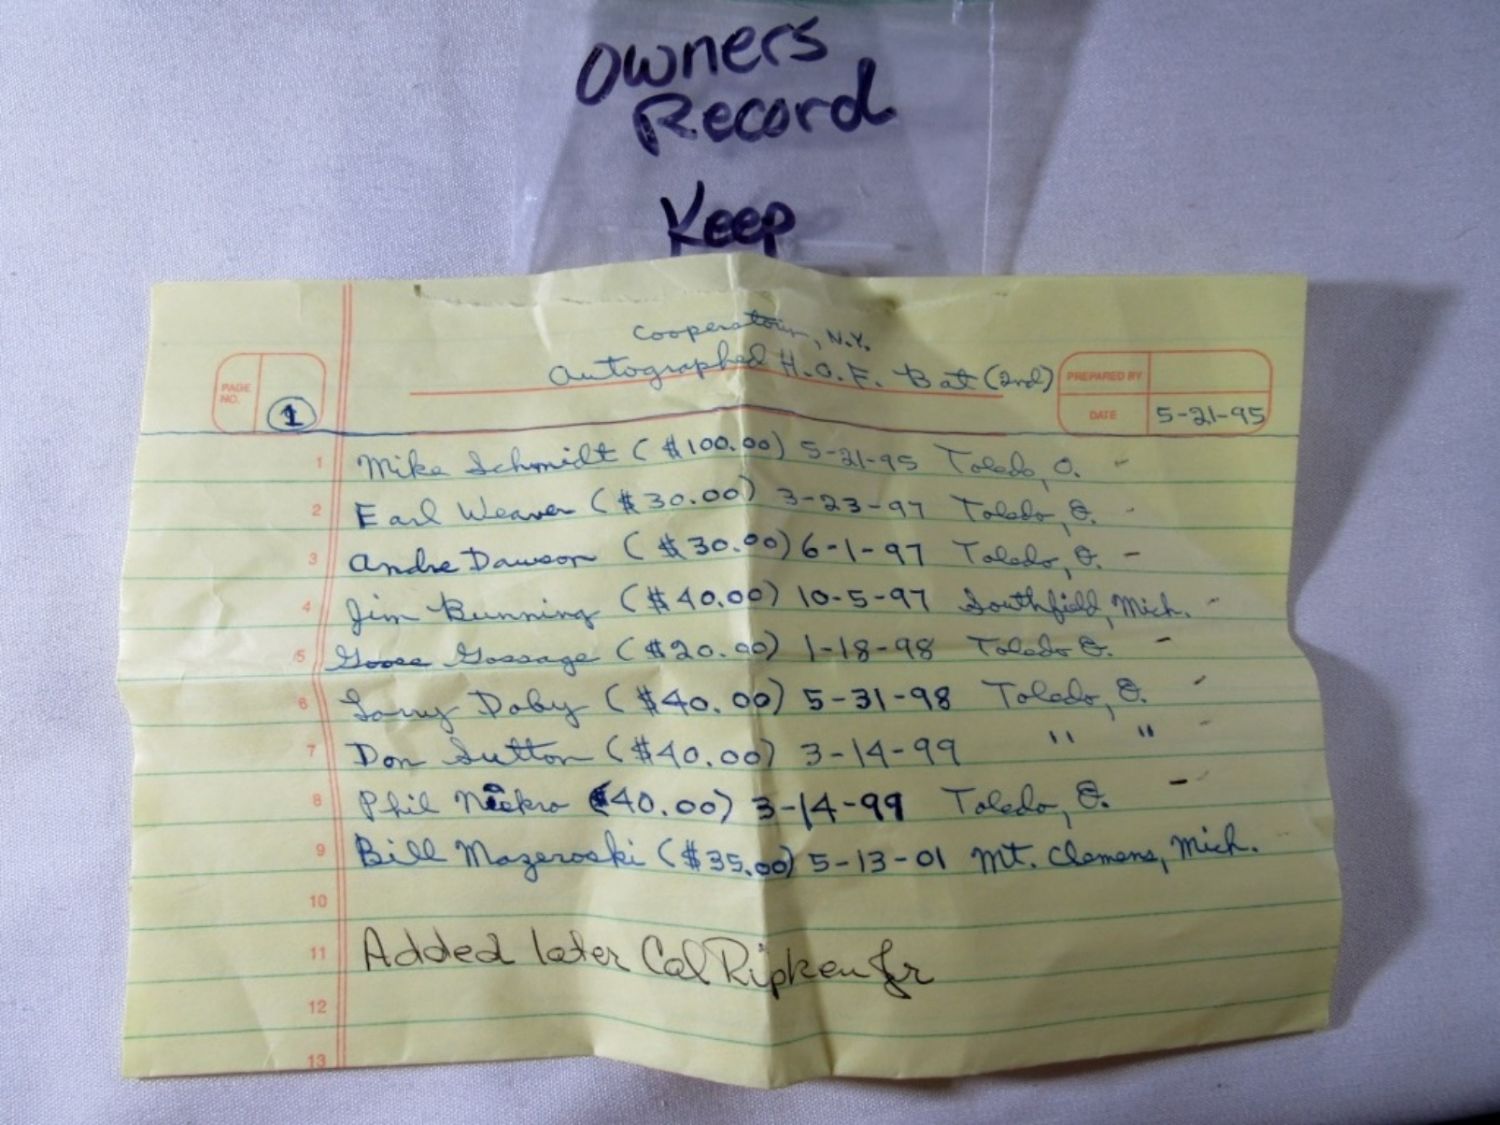 Owners
Record
Keep
Cooperstown, N.Y.
Autographed H.O.F. Bat (2nd)
PAGE NO. 1
PREPARED BY
DATE 5-21-95
1 Mike Schmidt ($100.00) 5-21-95 Toledo, O. -
2 Earl Weaver ($30.00) 3-23-97 Toledo, O. -
3 Andre Dawson ($30.00) 6-1-97 Toledo, O. -
4 Jim Bunning ($40.00) 10-5-97 Southfield, Mich. -
5 Goose Gossage ($20.00) 1-18-98 Toledo O. -
6 Larry Doby ($40.00) 5-31-98 Toledo, O. -
7 Don Sutton ($40.00) 3-14-99 " " -
8 Phil Niekro ($40.00) 3-14-99 Toledo, O. -
9 Bill Mazeroski ($35.00) 5-13-01 Mt. Clemens, Mich.
10
11 Added later Cal Ripken Jr
12
13